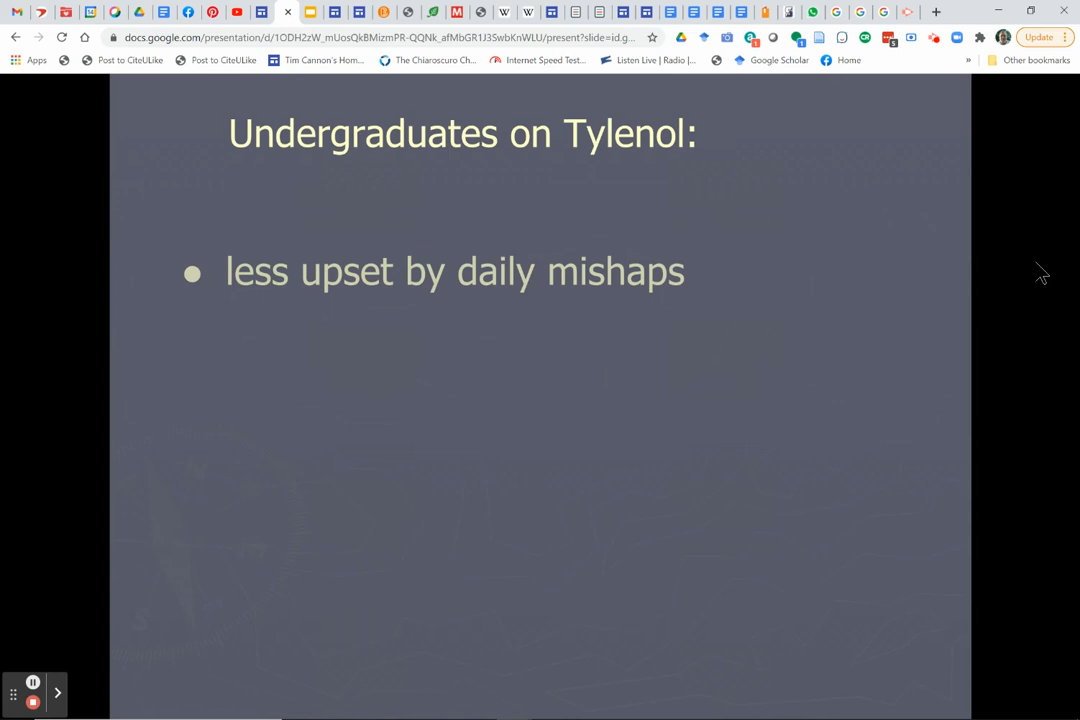 docs.google.com/presentation/d/1ODH2zW_mUosQkBMizmPR-QQNk_afMbGR1J3SwbKnWLU/present?slide=id.g...
Update
Apps
Post to CiteULike
Post to CiteULike
Tim Cannon's Hom...
The Chiaroscuro Ch...
Internet Speed Test...
Listen Live | Radio |...
Google Scholar
Home
»
Other bookmarks
Undergraduates on Tylenol:
● less upset by daily mishaps